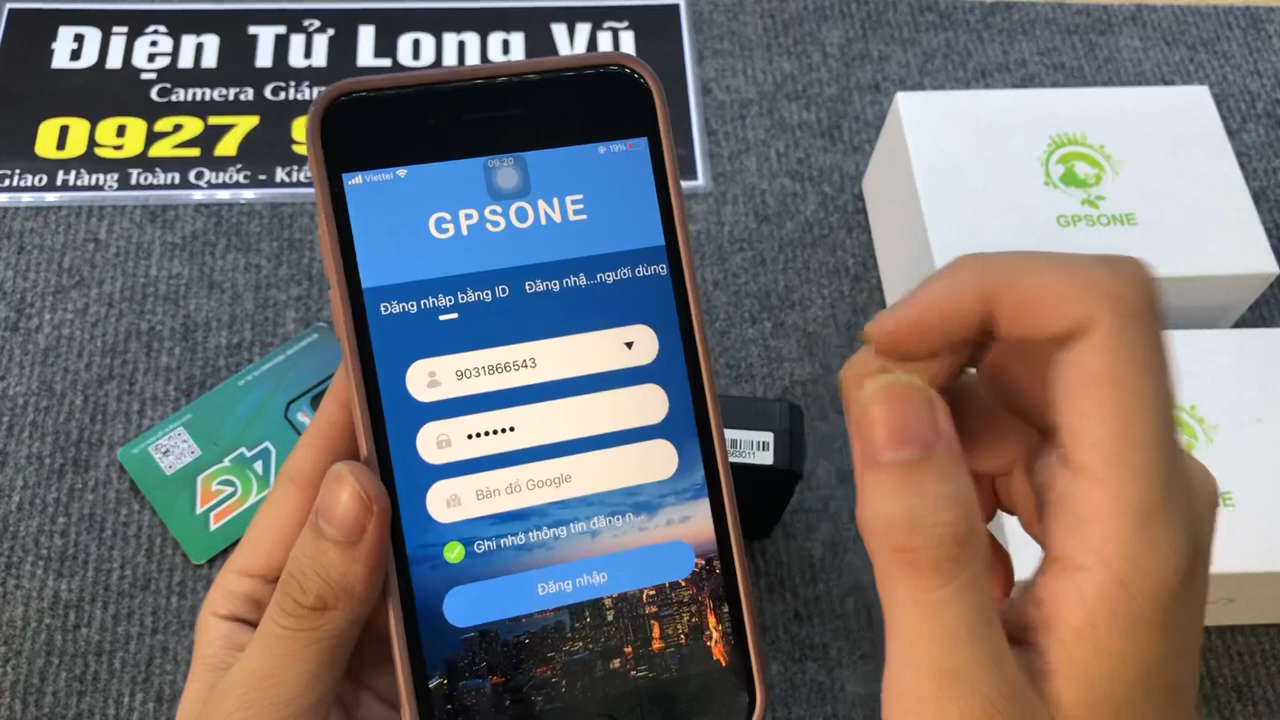 Điện Tử Long Vũ
Camera Giám
0927
Giao Hàng Toàn Quốc -
Viettel
09:20
19%
GPSONE
Đăng nhập bằng ID
Đăng nhậ...người dùng
9031866543
••••••
Bản đồ Google
Ghi nhớ thông tin đăng n...
Đăng nhập
GPSONE
4G
863011